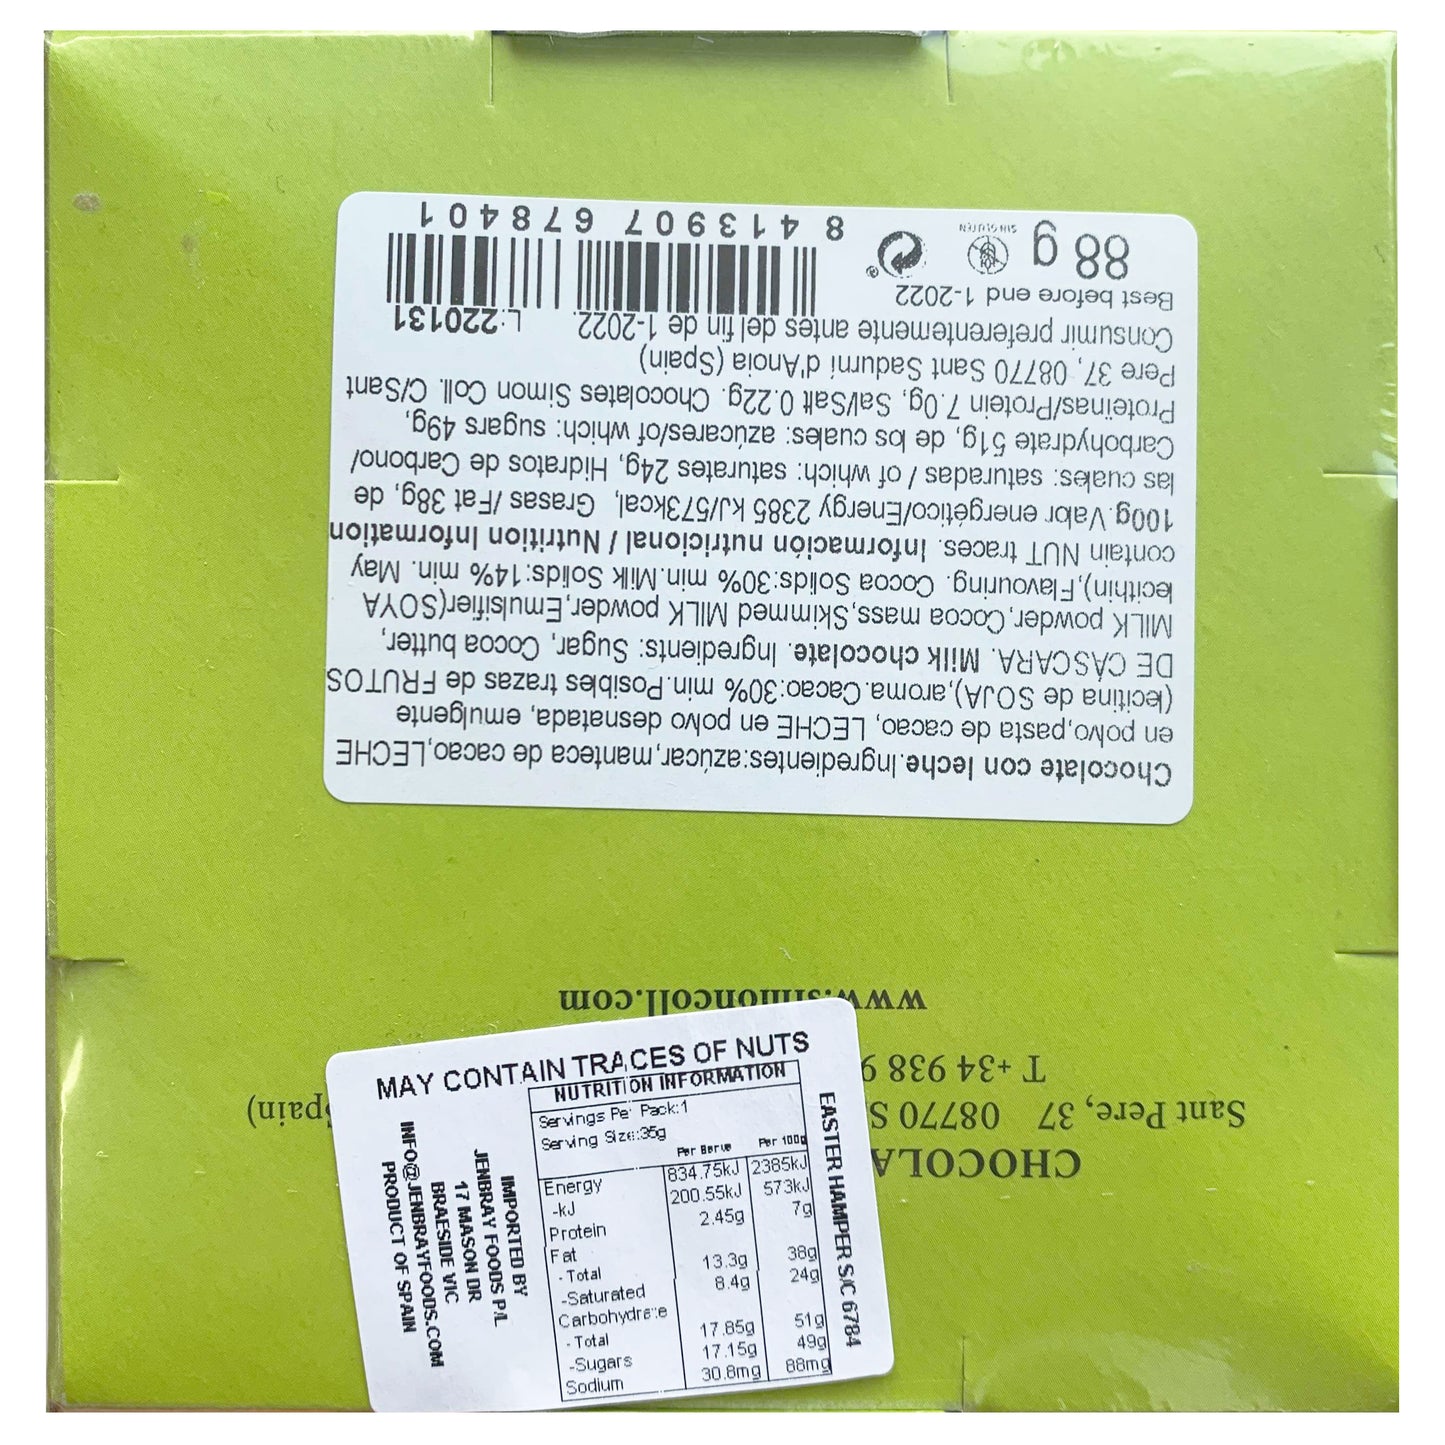 Chocolate con leche.Ingredientes:azúcar,manteca de cacao,LECHE
en polvo,pasta de cacao, LECHE en polvo desnatada, emulgente
(lecitina de SOJA),aroma.Cacao:30% min.Posibles trazas de FRUTOS
DE CÁSCARA. Milk chocolate. Ingredients: Sugar, Cocoa butter,
MILK powder,Cocoa mass,Skimmed MILK powder,Emulsifier(SOYA
lecithin),Flavouring. Cocoa Solids:30% min.Milk Solids:14% min. May
contain NUT traces. Información nutricional / Nutrition Information
100g.Valor energético/Energy 2385 kJ/573kcal, Grasas /Fat 38g, de
las cuales: saturadas / of which: saturates 24g, Hidratos de Carbono/
Carbohydrate 51g, de los cuales: azúcares/of which: sugars 49g,
Proteïnas/Protein 7.0g, Sal/Salt 0.22g. Chocolates Simon Coll. C/Sant
Pere 37, 08770 Sant Sadurní d'Anoia (Spain)
Consumir preferentemente antes del fin de 1-2022.
Best before end 1-2022
L:220131
88 g
SIN GLUTEN
8 413907 678401
CHOCOLA
Sant Pere, 37 08770 S
Spain)
T +34 938 9
www.simoncoll.com
MAY CONTAIN TRACES OF NUTS
NUTRITION INFORMATION
Servings Per Pack:1
Serving Size:35g
Per Serve Per 100g
Energy 834.75kJ 2385kJ
-kJ 200.55kJ 573kJ
Protein 2.45g 7g
Fat
- Total 13.3g 38g
-Saturated 8.4g 24g
Carbohydrate
- Total 17.85g 51g
-Sugars 17.15g 49g
Sodium 30.8mg 88mg
IMPORTED BY
JENBRAY FOODS P/L
17 MASON DR
BRAESIDE VIC
INFO@JENBRAYFOODS.COM
PRODUCT OF SPAIN
EASTER HAMPER S/C 6784